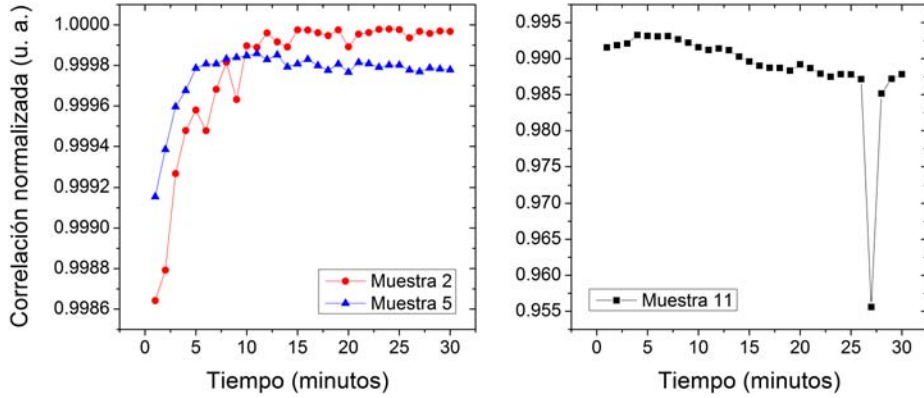 Correlación normalizada (u. a.)
1.0000
0.9998
0.9996
0.9994
0.9992
0.9990
0.9988
0.9986
Muestra 2
Muestra 5
0 5 10 15 20 25 30
Tiempo (minutos)
0.995
0.990
0.985
0.980
0.975
0.970
0.965
0.960
0.955
Muestra 11
0 5 10 15 20 25 30
Tiempo (minutos)